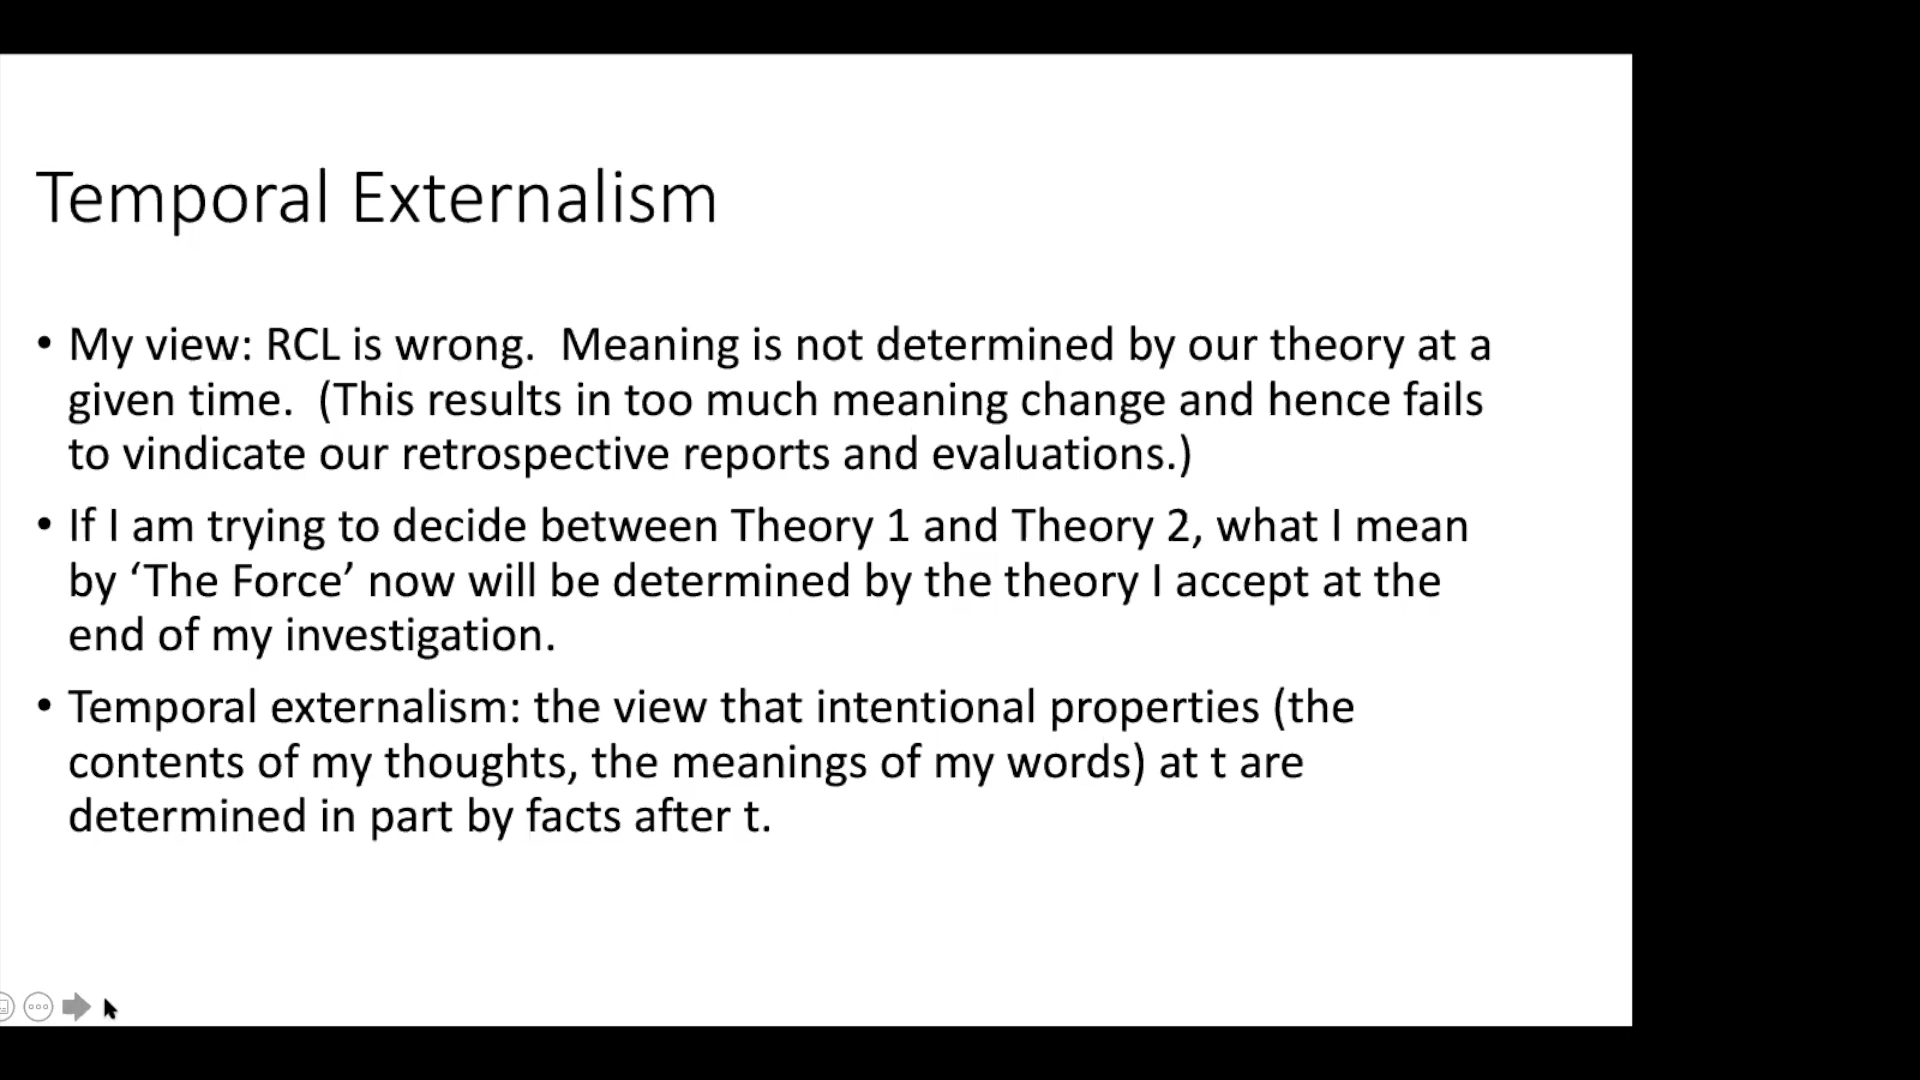 Temporal Externalism
• My view: RCL is wrong.  Meaning is not determined by our theory at a
given time.  (This results in too much meaning change and hence fails
to vindicate our retrospective reports and evaluations.)
• If I am trying to decide between Theory 1 and Theory 2, what I mean
by ‘The Force’ now will be determined by the theory I accept at the
end of my investigation.
• Temporal externalism: the view that intentional properties (the
contents of my thoughts, the meanings of my words) at t are
determined in part by facts after t.